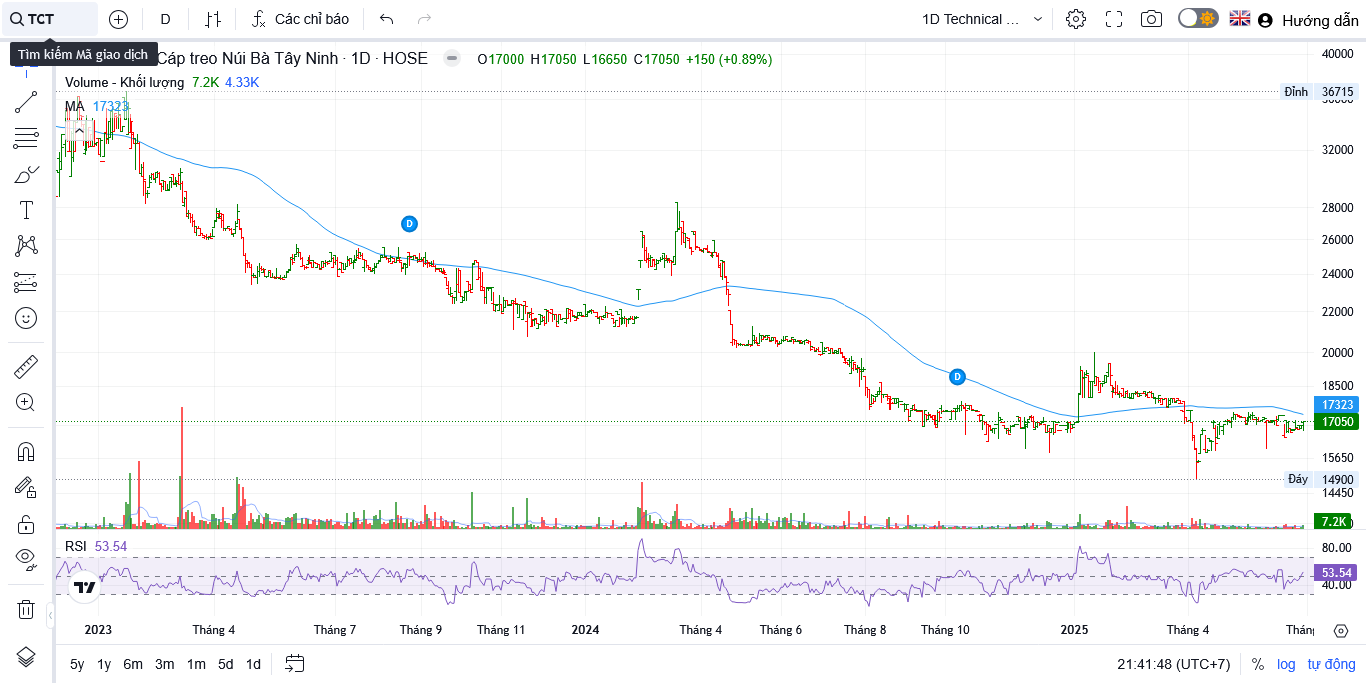 TCT D Các chỉ báo 1D Technical ... Hướng dẫn
Tìm kiếm Mã giao dịch
Cáp treo Núi Bà Tây Ninh · 1D · HOSE O17000 H17050 L16650 C17050 +150 (+0.89%)
Volume - Khối lượng 7.2K 4.33K
MA 17323
40000
Đỉnh 36715
32000
28000
26000
24000
22000
20000
18500
17323
17050
15650
Đáy 14900
14450
7.2K
D
D
RSI 53.54
80.00
53.54
40.00
2023 Tháng 4 Tháng 7 Tháng 9 Tháng 11 2024 Tháng 4 Tháng 6 Tháng 8 Tháng 10 2025 Tháng 4
5y 1y 6m 3m 1m 5d 1d 21:41:48 (UTC+7) % log tự động